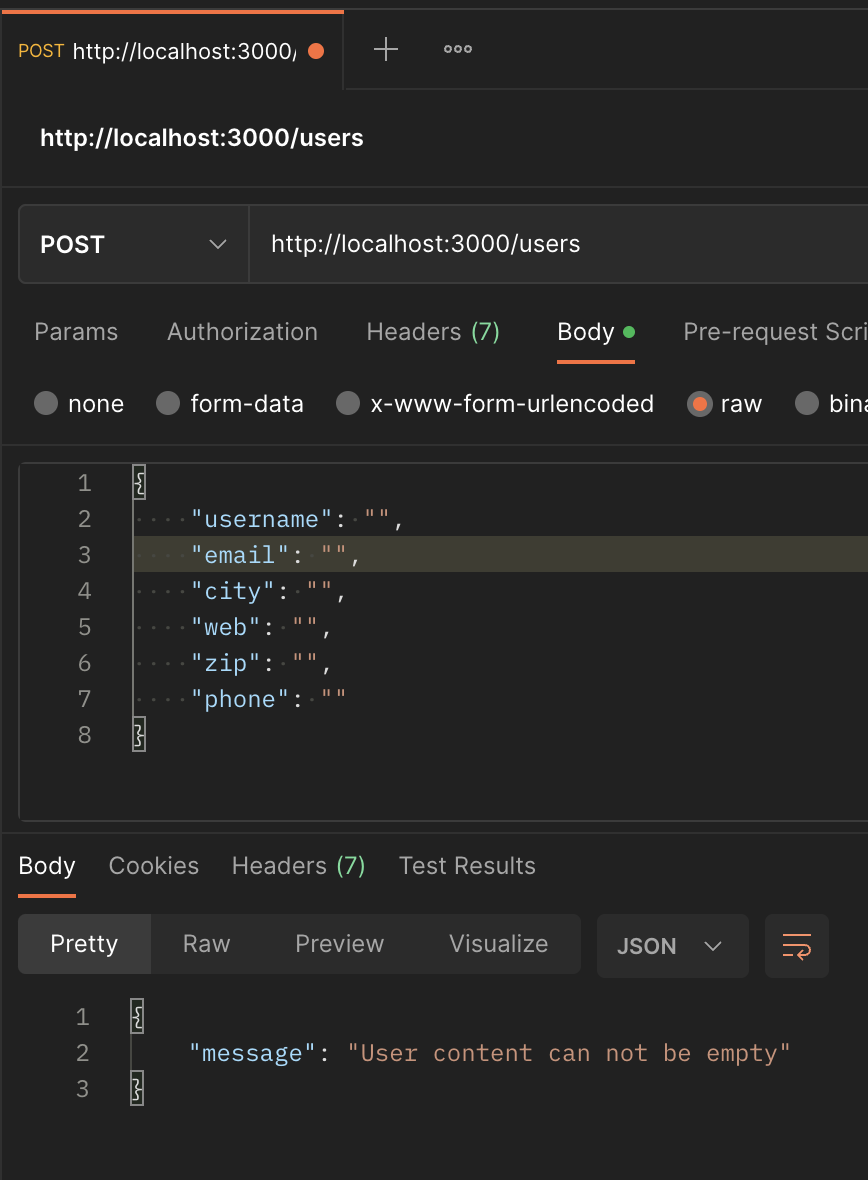 POST http://localhost:3000/
http://localhost:3000/users
POST http://localhost:3000/users
Params Authorization Headers (7) Body Pre-request Scri
none form-data x-www-form-urlencoded raw bina
1 {
2 "username": "",
3 "email": "",
4 "city": "",
5 "web": "",
6 "zip": "",
7 "phone": ""
8 }
Body Cookies Headers (7) Test Results
Pretty Raw Preview Visualize JSON
1 {
2 "message": "User content can not be empty"
3 }